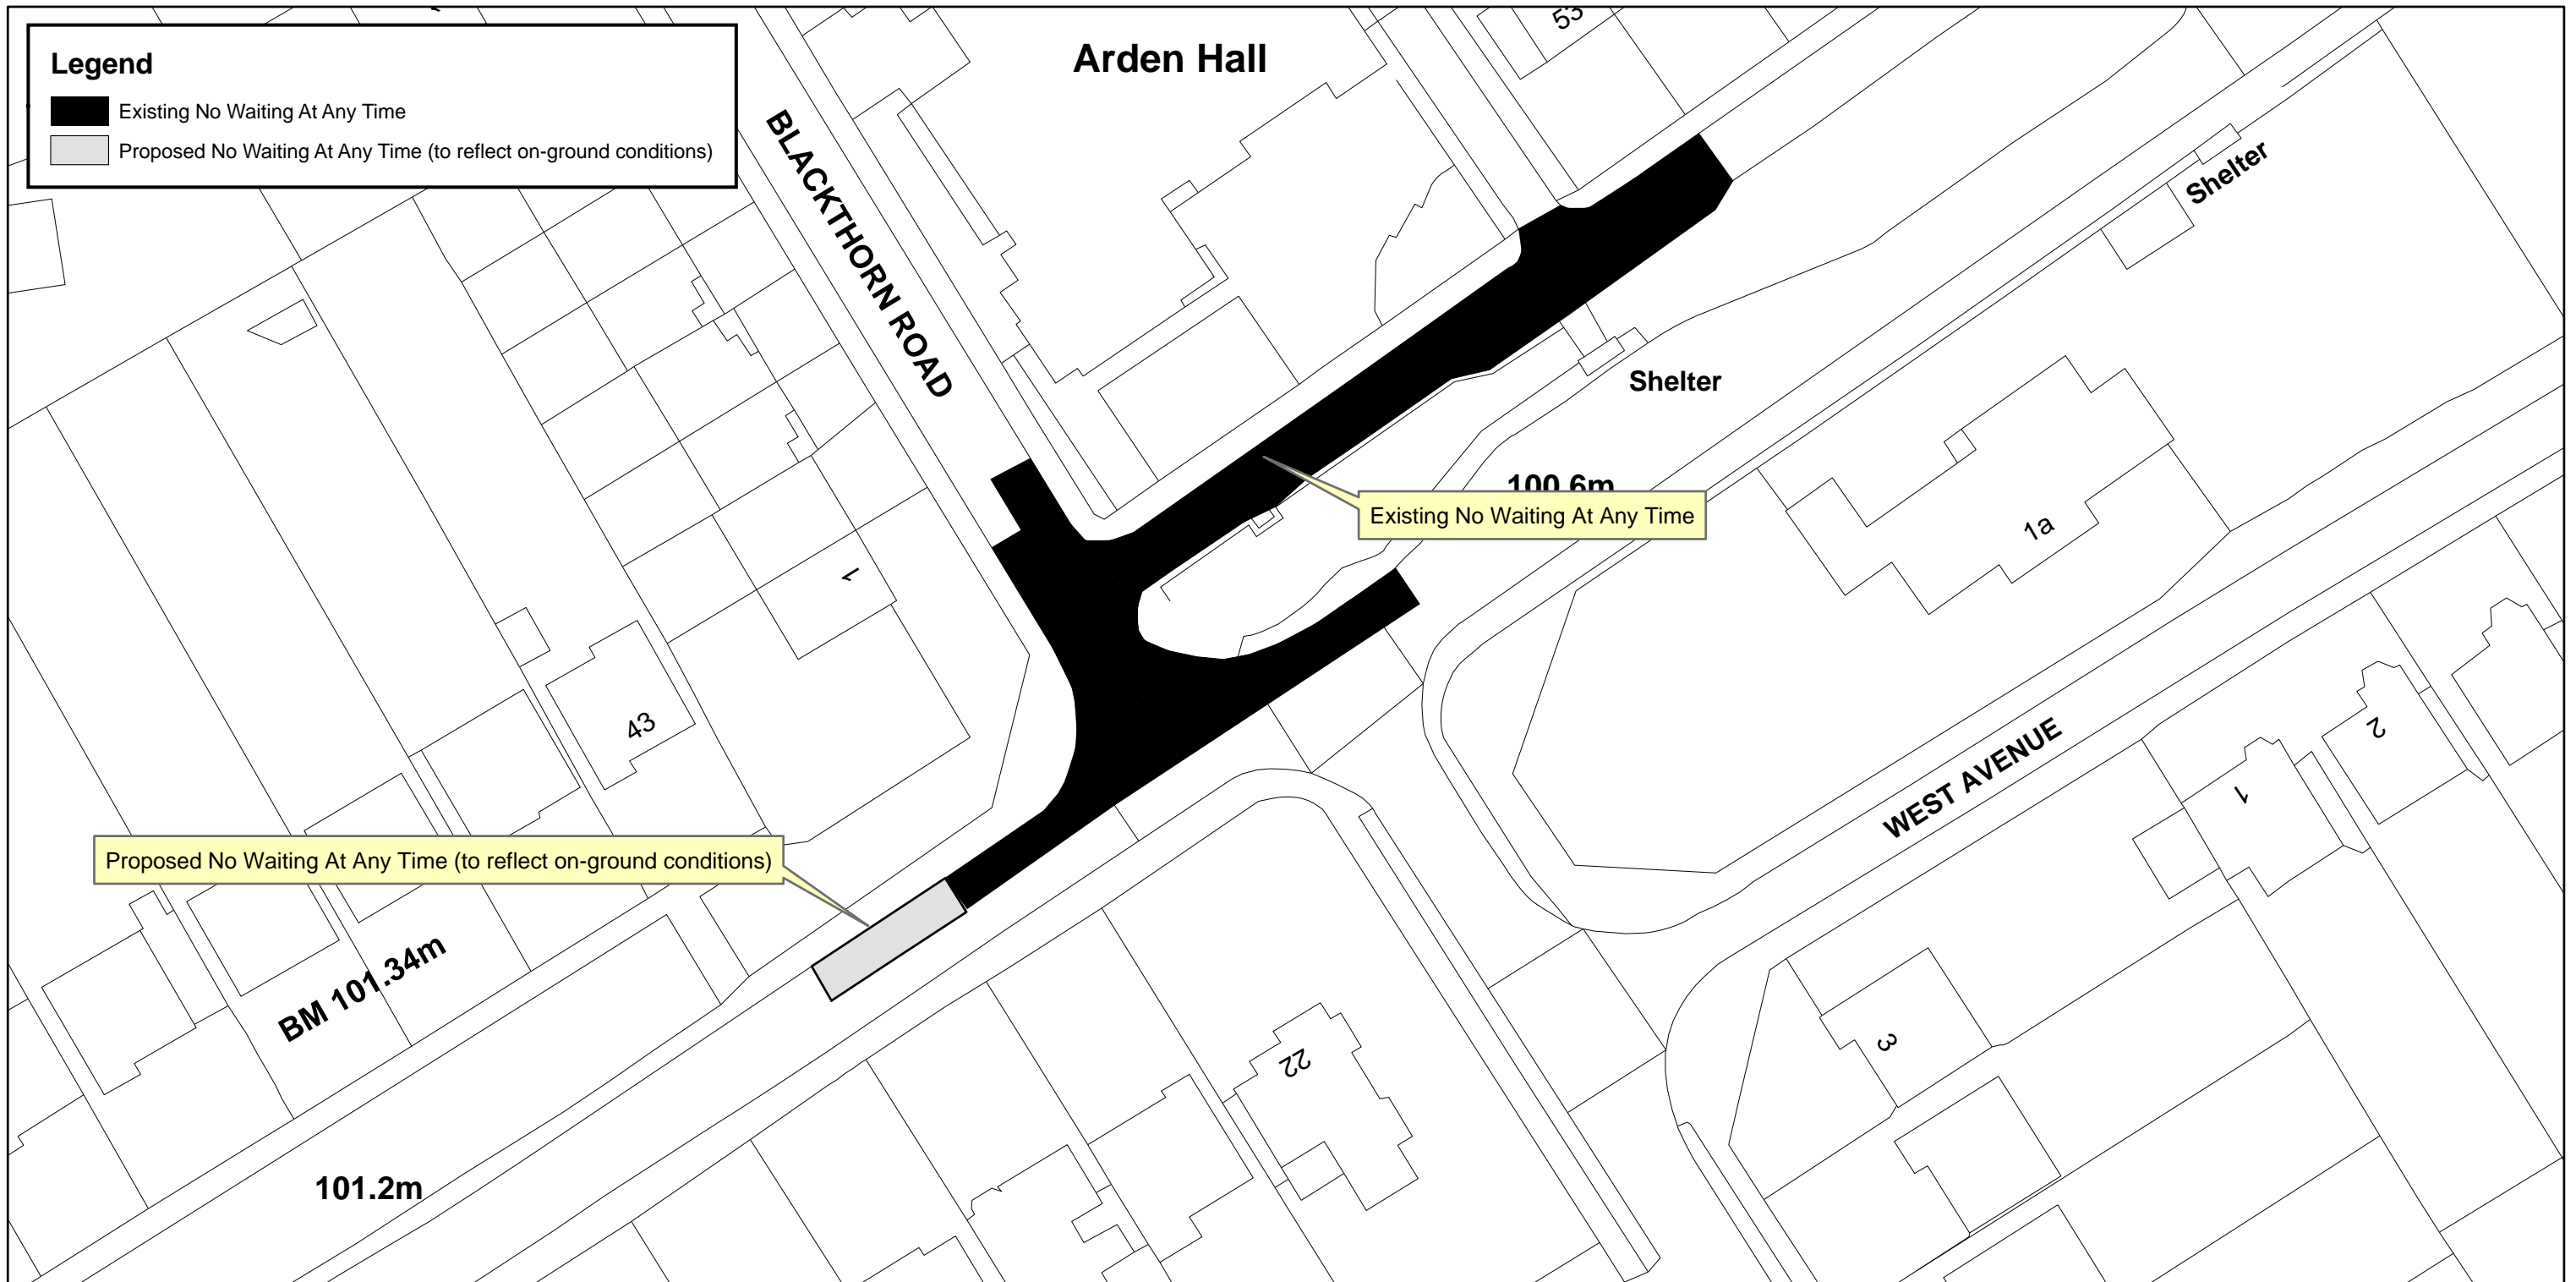 Legend
Existing No Waiting At Any Time
Proposed No Waiting At Any Time (to reflect on-ground conditions)
Arden Hall
53
BLACKTHORN ROAD
Shelter
Shelter
100.6m
Existing No Waiting At Any Time
1a
1
43
WEST AVENUE
2
1
Proposed No Waiting At Any Time (to reflect on-ground conditions)
BM 101.34m
3
22
101.2m